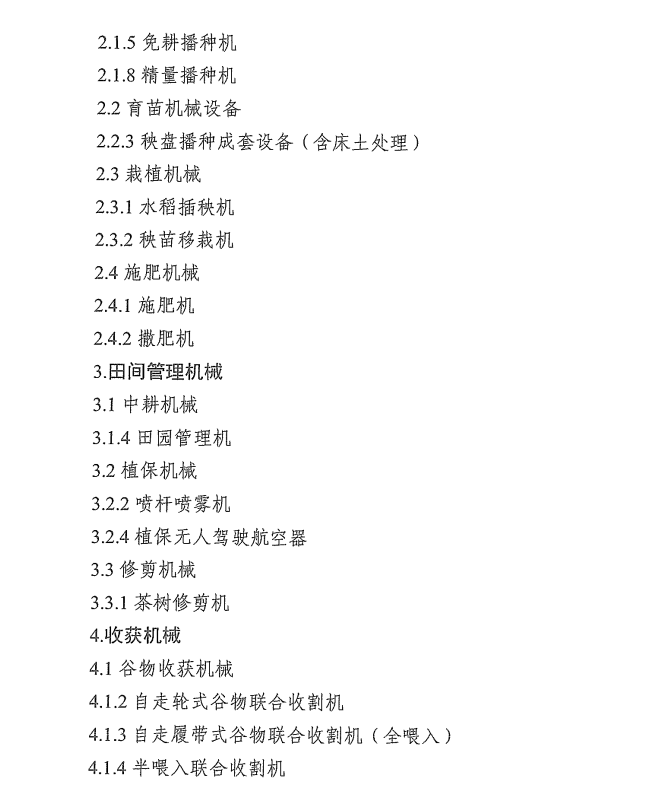 2.1.5 免耕播种机
2.1.8 精量播种机
2.2 育苗机械设备
2.2.3 秧盘播种成套设备（含床土处理）
2.3 栽植机械
2.3.1 水稻插秧机
2.3.2 秧苗移栽机
2.4 施肥机械
2.4.1 施肥机
2.4.2 撒肥机
3.田间管理机械
3.1 中耕机械
3.1.4 田园管理机
3.2 植保机械
3.2.2 喷杆喷雾机
3.2.4 植保无人驾驶航空器
3.3 修剪机械
3.3.1 茶树修剪机
4.收获机械
4.1 谷物收获机械
4.1.2 自走轮式谷物联合收割机
4.1.3 自走履带式谷物联合收割机（全喂入）
4.1.4 半喂入联合收割机